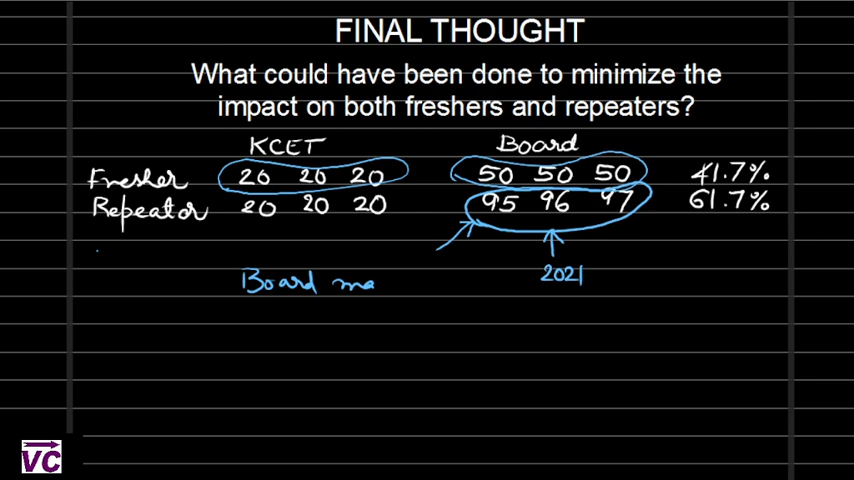 FINAL THOUGHT
What could have been done to minimize the
impact on both freshers and repeaters?
KCET Board
Fresher 20 20 20 50 50 50 41.7%
Repeator 20 20 20 95 96 97 61.7%
Board ma 2021
VC